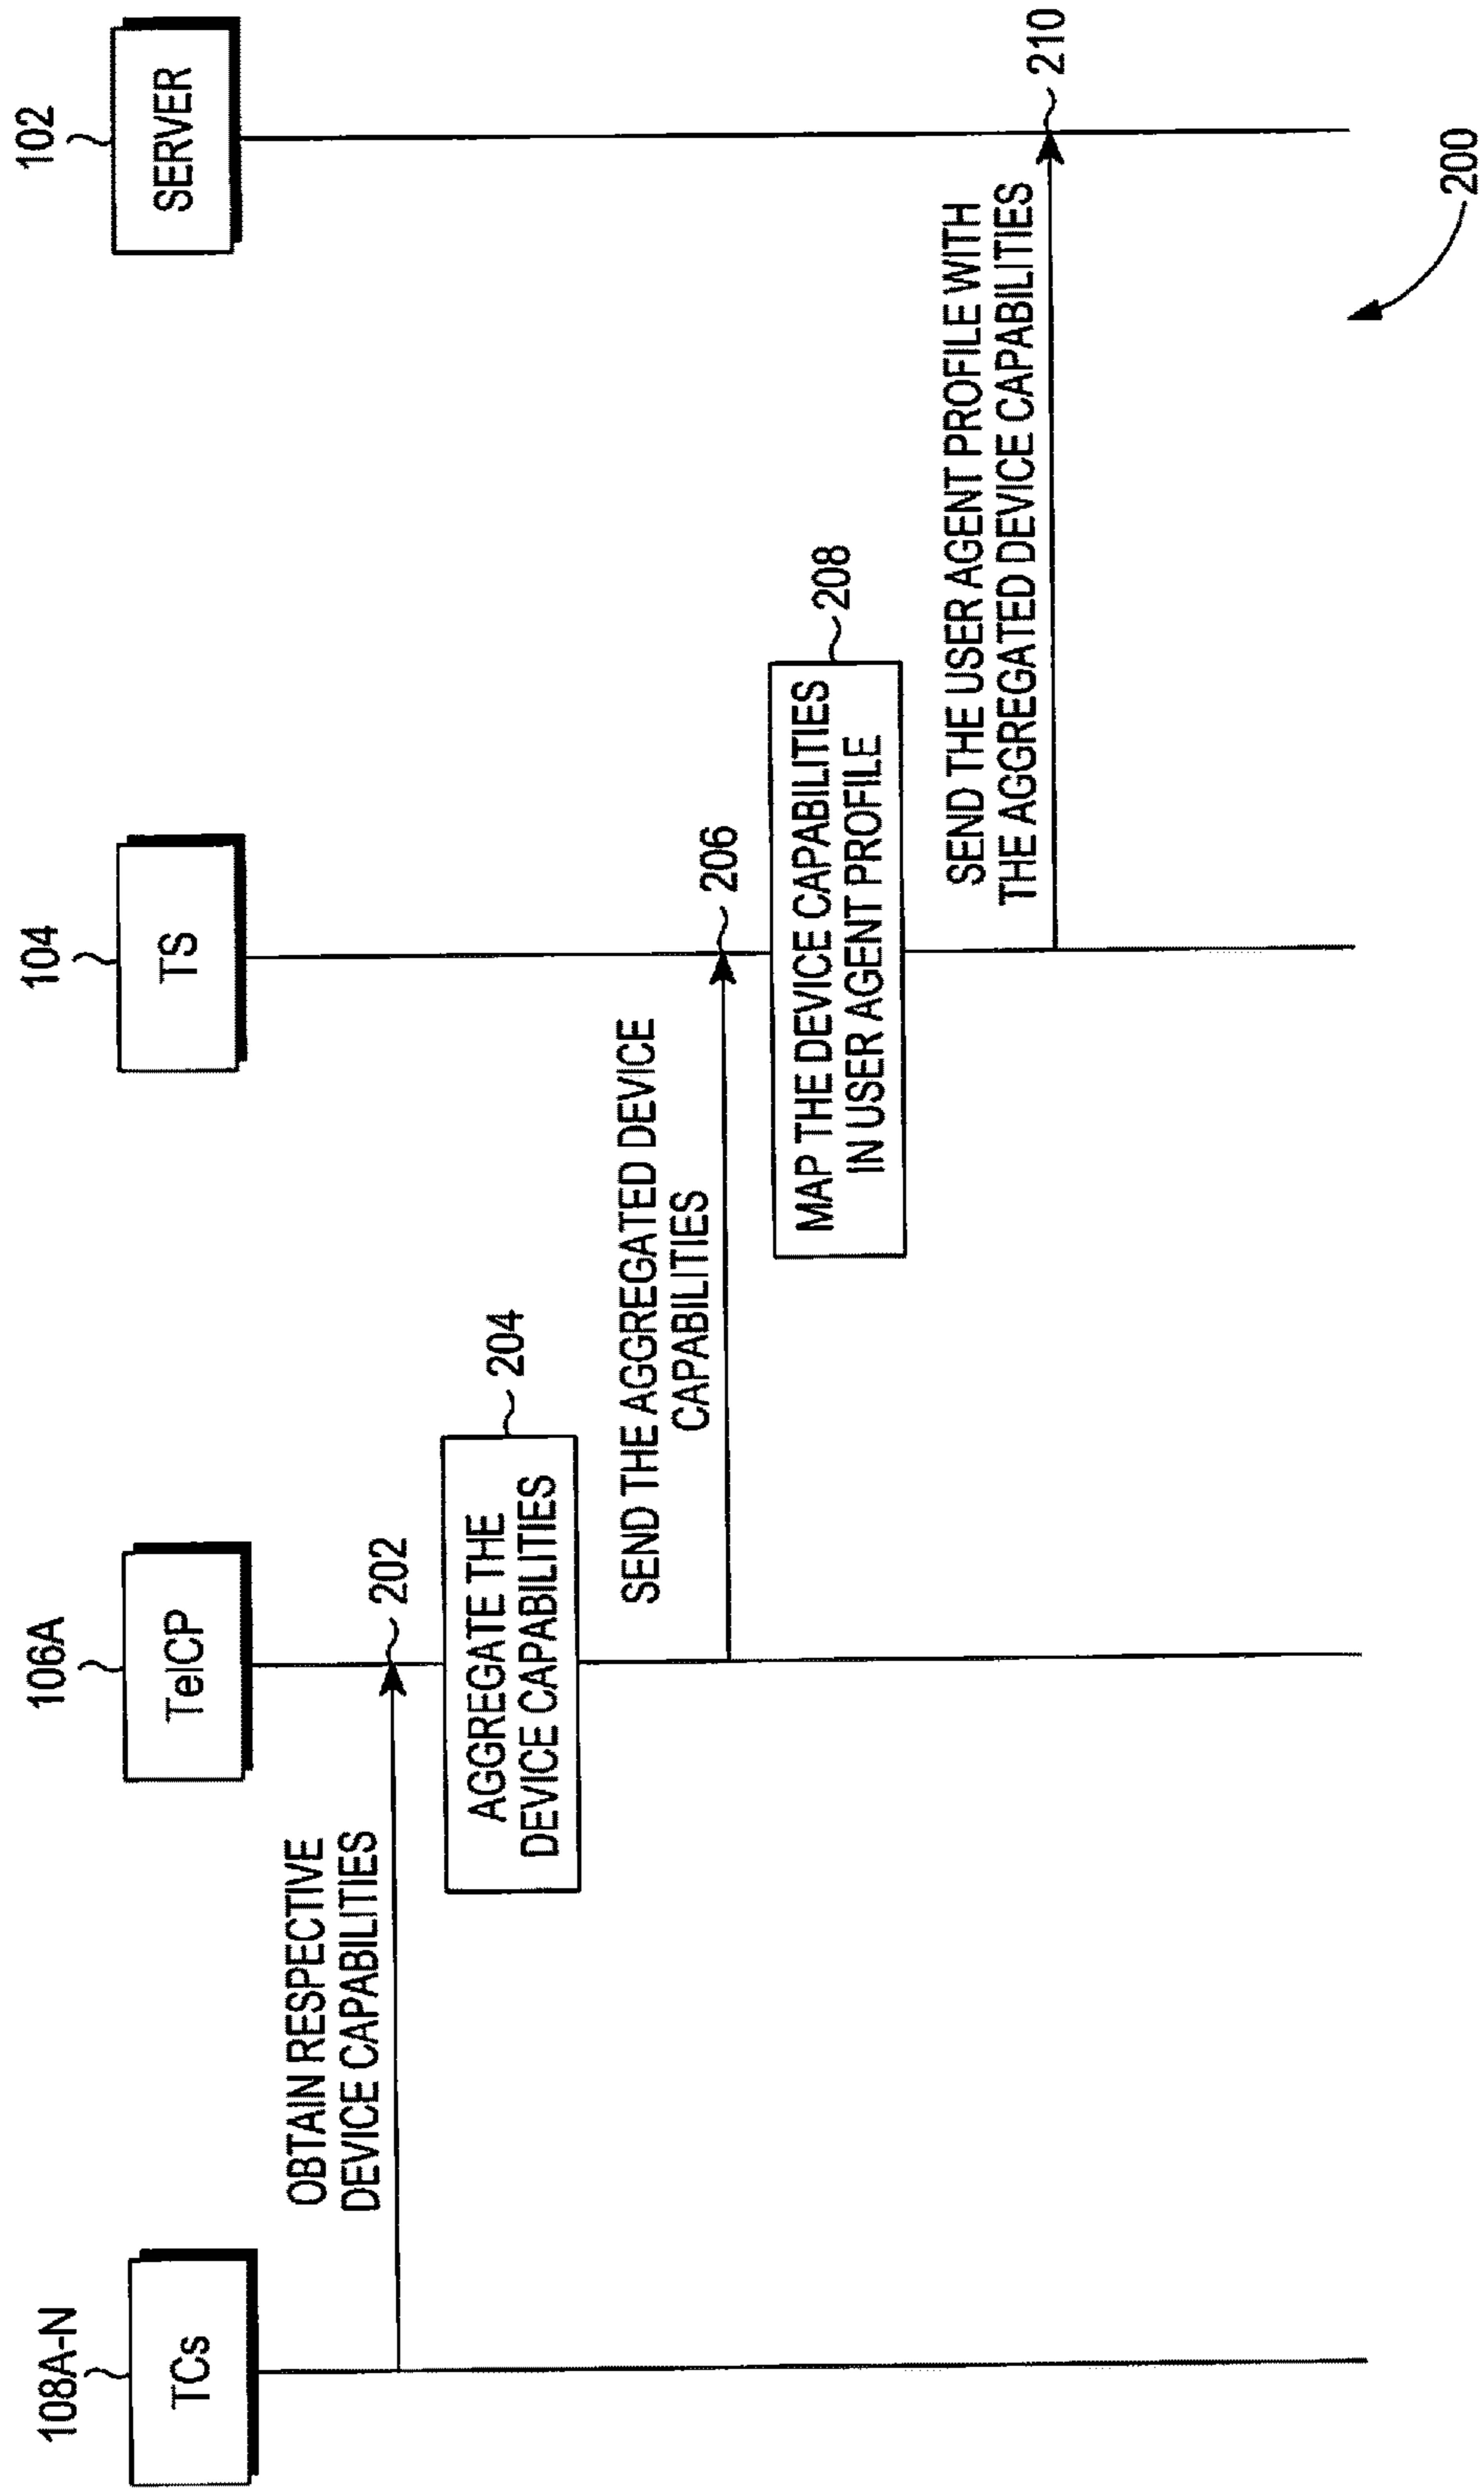 108A-N
106A
104
102
TCs
TelCP
TS
SERVER
OBTAIN RESPECTIVE
DEVICE CAPABILITIES
202
AGGREGATE THE
DEVICE CAPABILITIES
204
SEND THE AGGREGATED DEVICE
CAPABILITIES
206
MAP THE DEVICE CAPABILITIES
IN USER AGENT PROFILE
208
SEND THE USER AGENT PROFILE WITH
THE AGGREGATED DEVICE CAPABILITIES
210
200